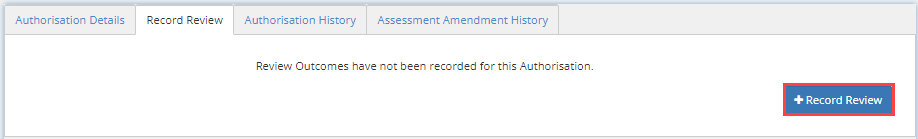 Authorisation Details Record Review Authorisation History Assessment Amendment History
Review Outcomes have not been recorded for this Authorisation.
+ Record Review